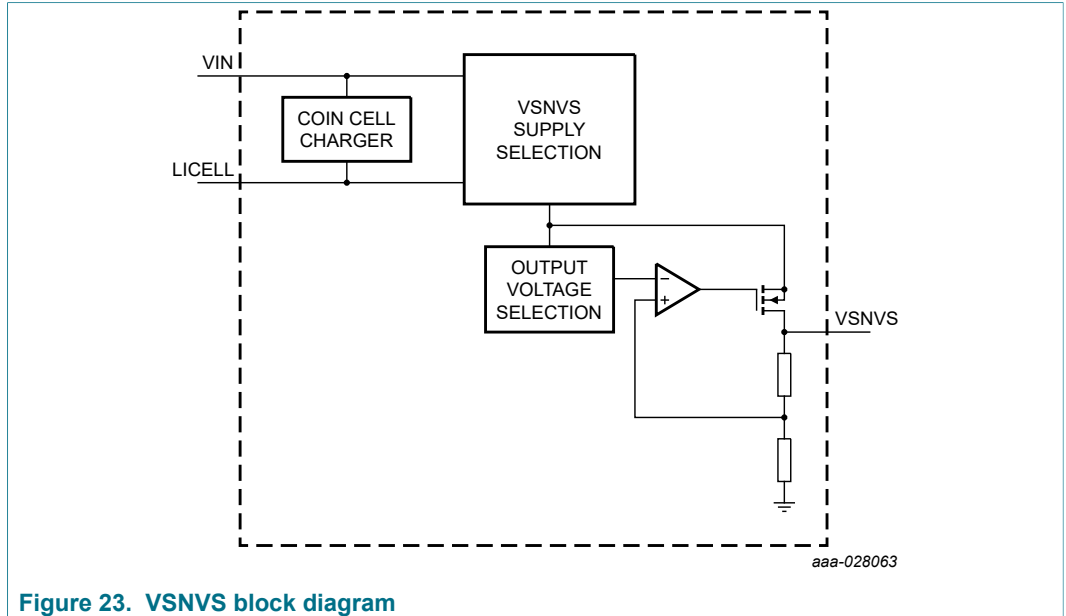 VIN
COIN CELL
CHARGER
LICELL
VSNVS
SUPPLY
SELECTION
OUTPUT
VOLTAGE
SELECTION
−
+
VSNVS
aaa-028063
Figure 23. VSNVS block diagram